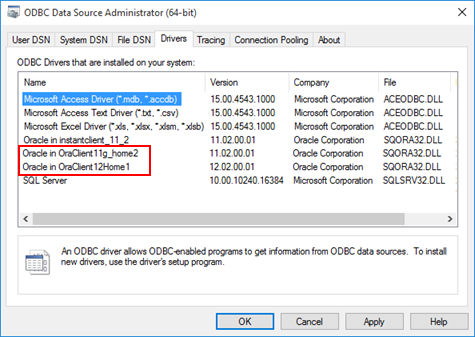 ODBC Data Source Administrator (64-bit)
User DSN System DSN File DSN Drivers Tracing Connection Pooling About
ODBC Drivers that are installed on your system:
Name Version Company File
Microsoft Access Driver (*.mdb, *.accdb) 15.00.4543.1000 Microsoft Corporation ACEODBC.DLL
Microsoft Access Text Driver (*.txt, *.csv) 15.00.4543.1000 Microsoft Corporation ACEODBC.DLL
Microsoft Excel Driver (*.xls, *.xlsx, *.xlsm, *.xlsb) 15.00.4543.1000 Microsoft Corporation ACEODBC.DLL
Oracle in instantclient_11_2 11.02.00.01 Oracle Corporation SQORA32.DLL
Oracle in OraClient11g_home2 11.02.00.01 Oracle Corporation SQORA32.DLL
Oracle in OraClient12Home1 12.01.00.01 Oracle Corporation SQORA32.DLL
SQL Server 10.00.10240.16384 Microsoft Corporation SQLSRV32.DLL
An ODBC driver allows ODBC-enabled programs to get information from ODBC data sources. To install
new drivers, use the driver's setup program.
OK Cancel Apply Help